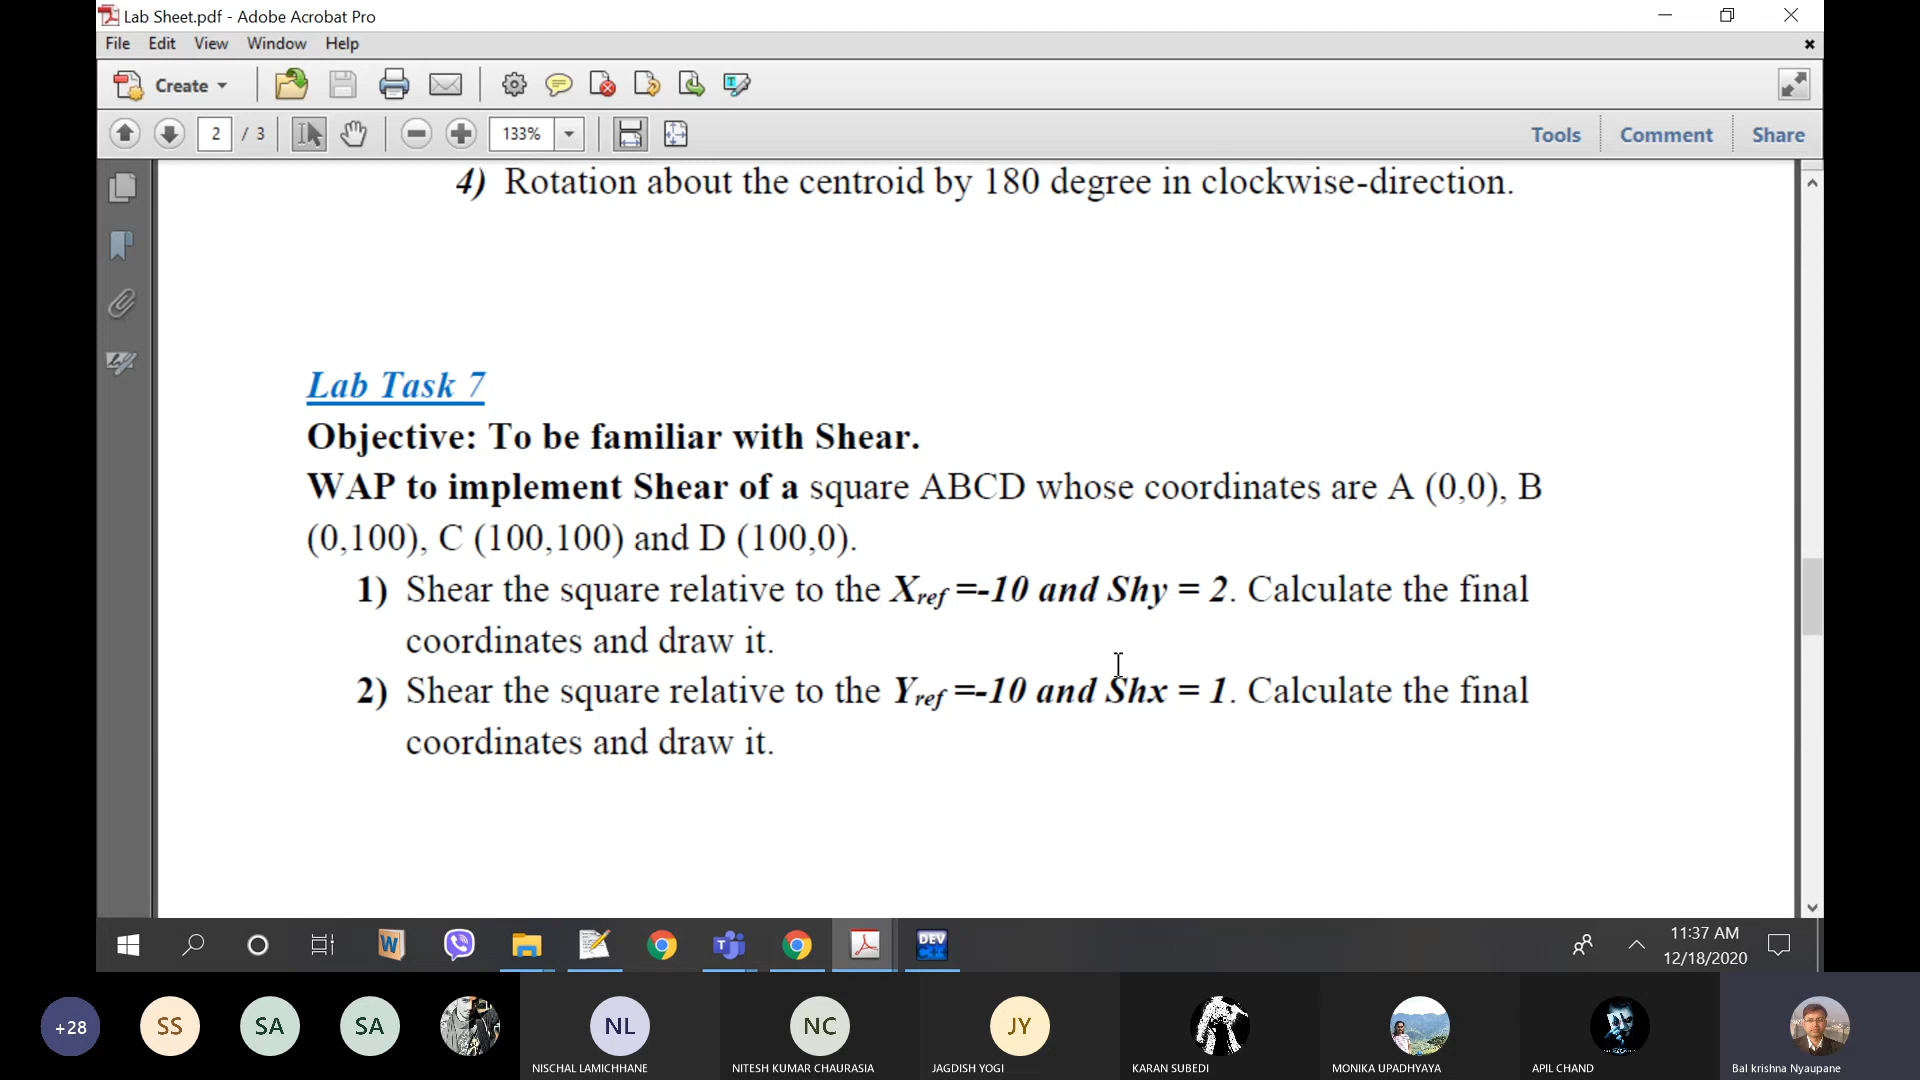 Lab Sheet.pdf - Adobe Acrobat Pro
File Edit View Window Help
Create
2 / 3 133% Tools Comment Share
4) Rotation about the centroid by 180 degree in clockwise-direction.
Lab Task 7
Objective: To be familiar with Shear.
WAP to implement Shear of a square ABCD whose coordinates are A (0,0), B
(0,100), C (100,100) and D (100,0).
1) Shear the square relative to the Xref =-10 and Shy = 2. Calculate the final
coordinates and draw it.
2) Shear the square relative to the Yref =-10 and Shx = 1. Calculate the final
coordinates and draw it.
W T DEV C++
11:37 AM
12/18/2020
+28 SS SA SA NL NC JY
NISCHAL LAMICHHANE NITESH KUMAR CHAURASIA JAGDISH YOGI KARAN SUBEDI MONIKA UPADHYAYA APIL CHAND Bal krishna Nyaupane